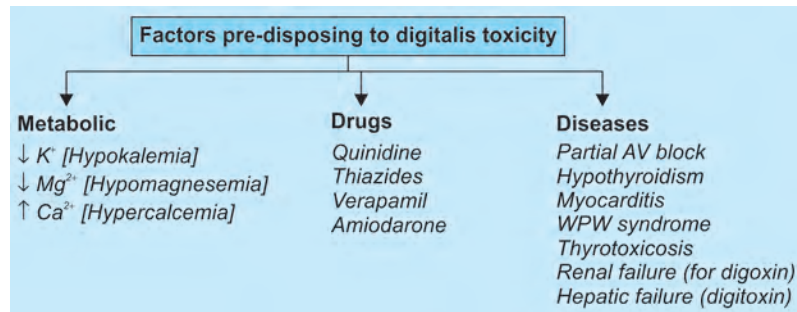 Factors pre-disposing to digitalis toxicity
Metabolic
↓ K⁺ [Hypokalemia]
↓ Mg²⁺ [Hypomagnesemia]
↑ Ca²⁺ [Hypercalcemia]
Drugs
Quinidine
Thiazides
Verapamil
Amiodarone
Diseases
Partial AV block
Hypothyroidism
Myocarditis
WPW syndrome
Thyrotoxicosis
Renal failure (for digoxin)
Hepatic failure (digitoxin)